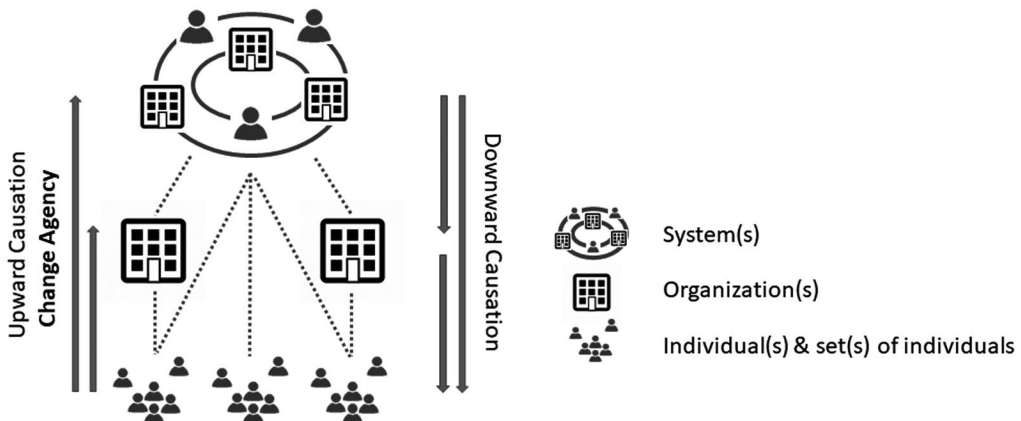 Upward Causation
Change Agency
Downward Causation
System(s)
Organization(s)
Individual(s) & set(s) of individuals